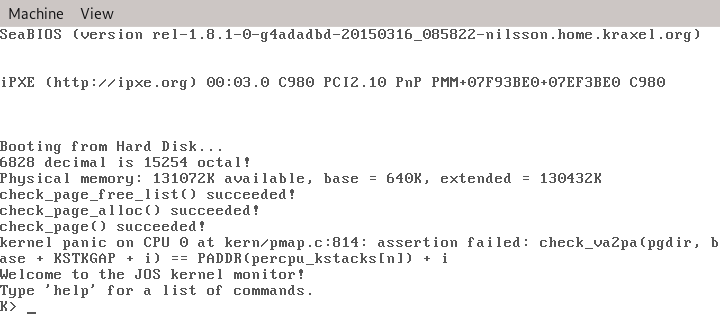 Machine View
SeaBIOS (version rel-1.8.1-0-g4adadbd-20150316_085822-nilsson.home.kraxel.org)
iPXE (http://ipxe.org) 00:03.0 C980 PCI2.10 PnP PMM+07F93BE0+07EF3BE0 C980
Booting from Hard Disk...
6828 decimal is 15254 octal!
Physical memory: 131072K available, base = 640K, extended = 130432K
check_page_free_list() succeeded!
check_page_alloc() succeeded!
check_page() succeeded!
kernel panic on CPU 0 at kern/pmap.c:814: assertion failed: check_va2pa(pgdir, b
ase + KSTKGAP + i) == PADDR(percpu_kstacks[n]) + i
Welcome to the JOS kernel monitor!
Type 'help' for a list of commands.
K> _